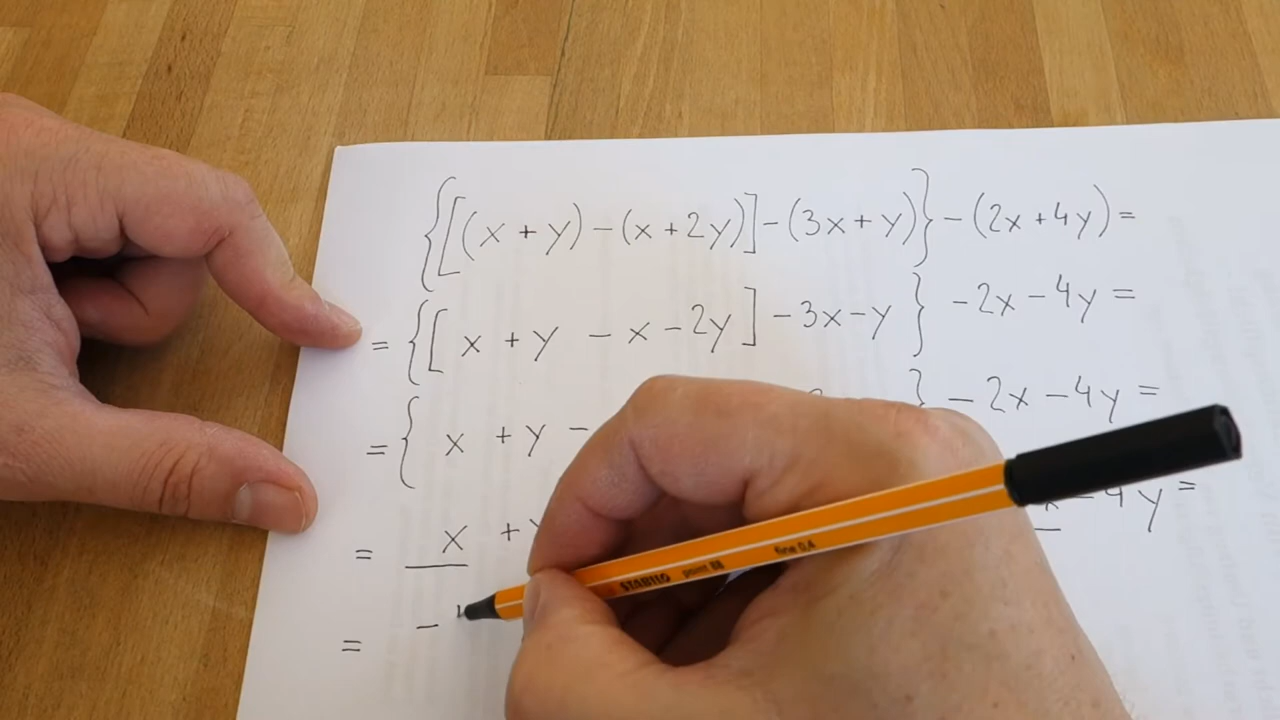 {[(x + y) - (x + 2y)] - (3x + y)} - (2x + 4y) =
= {[ x + y - x - 2y ] - 3x - y } - 2x - 4y =
= { x + y - } - 2x - 4y =
= x + - 4y =
= -
STABILO point 88 fine 0,4